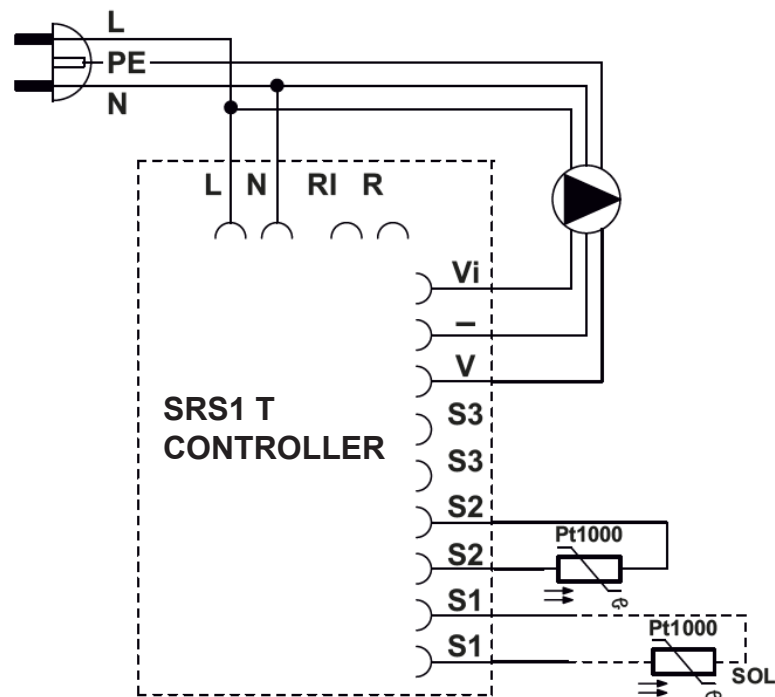 L
PE
N
L N RI R
Vi
–
V
SRS1 T
CONTROLLER
S3
S3
S2
Pt1000
S2
S1
Pt1000
S1
SOL